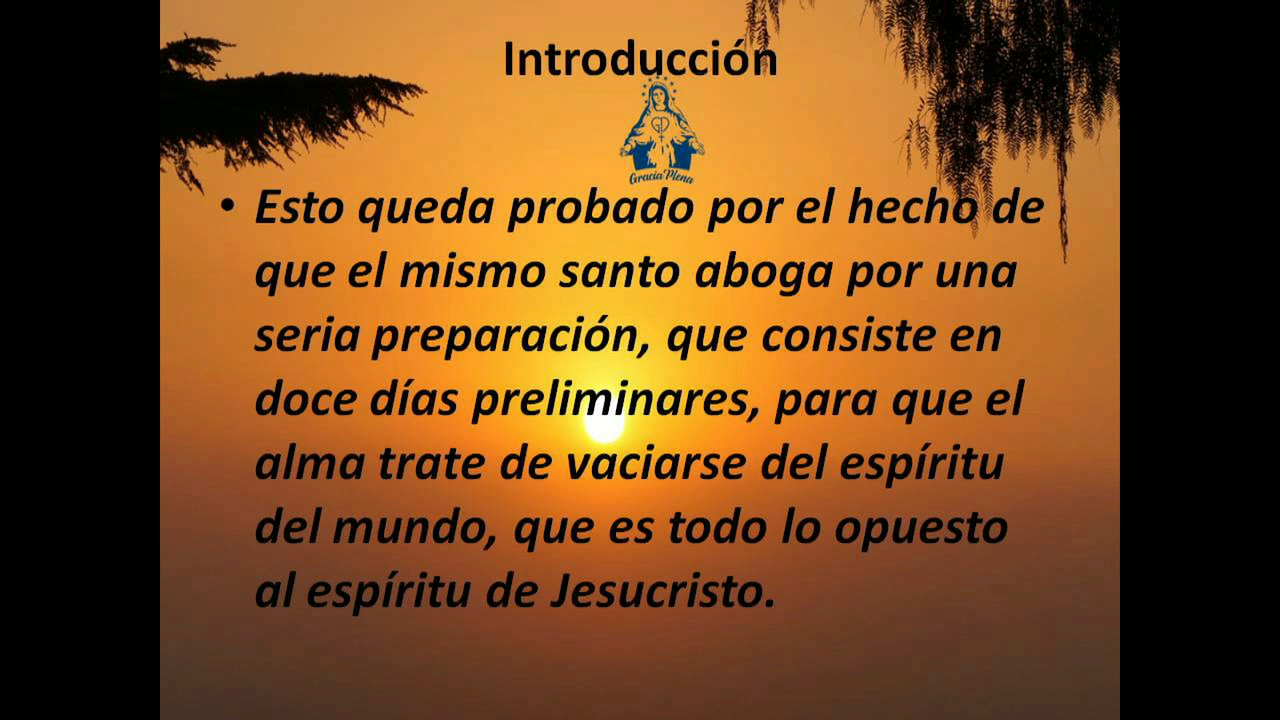 Introducción
Gracia Plena
• Esto queda probado por el hecho de
que el mismo santo aboga por una
seria preparación, que consiste en
doce días preliminares, para que el
alma trate de vaciarse del espíritu
del mundo, que es todo lo opuesto
al espíritu de Jesucristo.